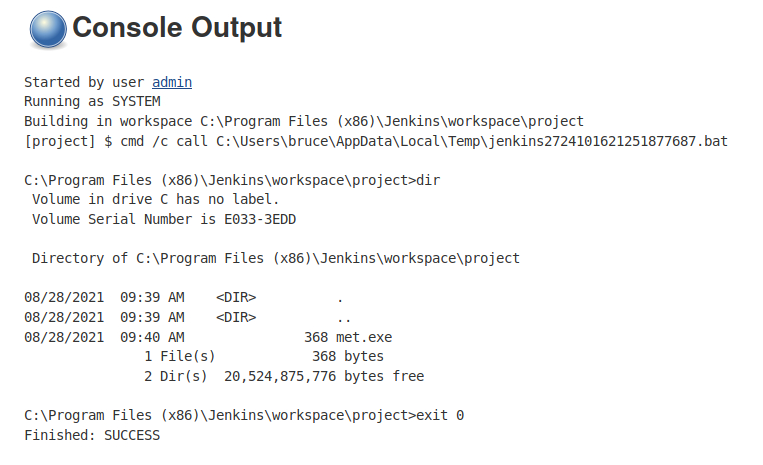 Console Output
Started by user admin
Running as SYSTEM
Building in workspace C:\Program Files (x86)\Jenkins\workspace\project
[project] $ cmd /c call C:\Users\bruce\AppData\Local\Temp\jenkins2724101621251877687.bat
C:\Program Files (x86)\Jenkins\workspace\project>dir
 Volume in drive C has no label.
 Volume Serial Number is E033-3EDD
 Directory of C:\Program Files (x86)\Jenkins\workspace\project
08/28/2021  09:39 AM    <DIR>          .
08/28/2021  09:39 AM    <DIR>          ..
08/28/2021  09:40 AM               368 met.exe
               1 File(s)            368 bytes
               2 Dir(s)  20,524,875,776 bytes free
C:\Program Files (x86)\Jenkins\workspace\project>exit 0
Finished: SUCCESS